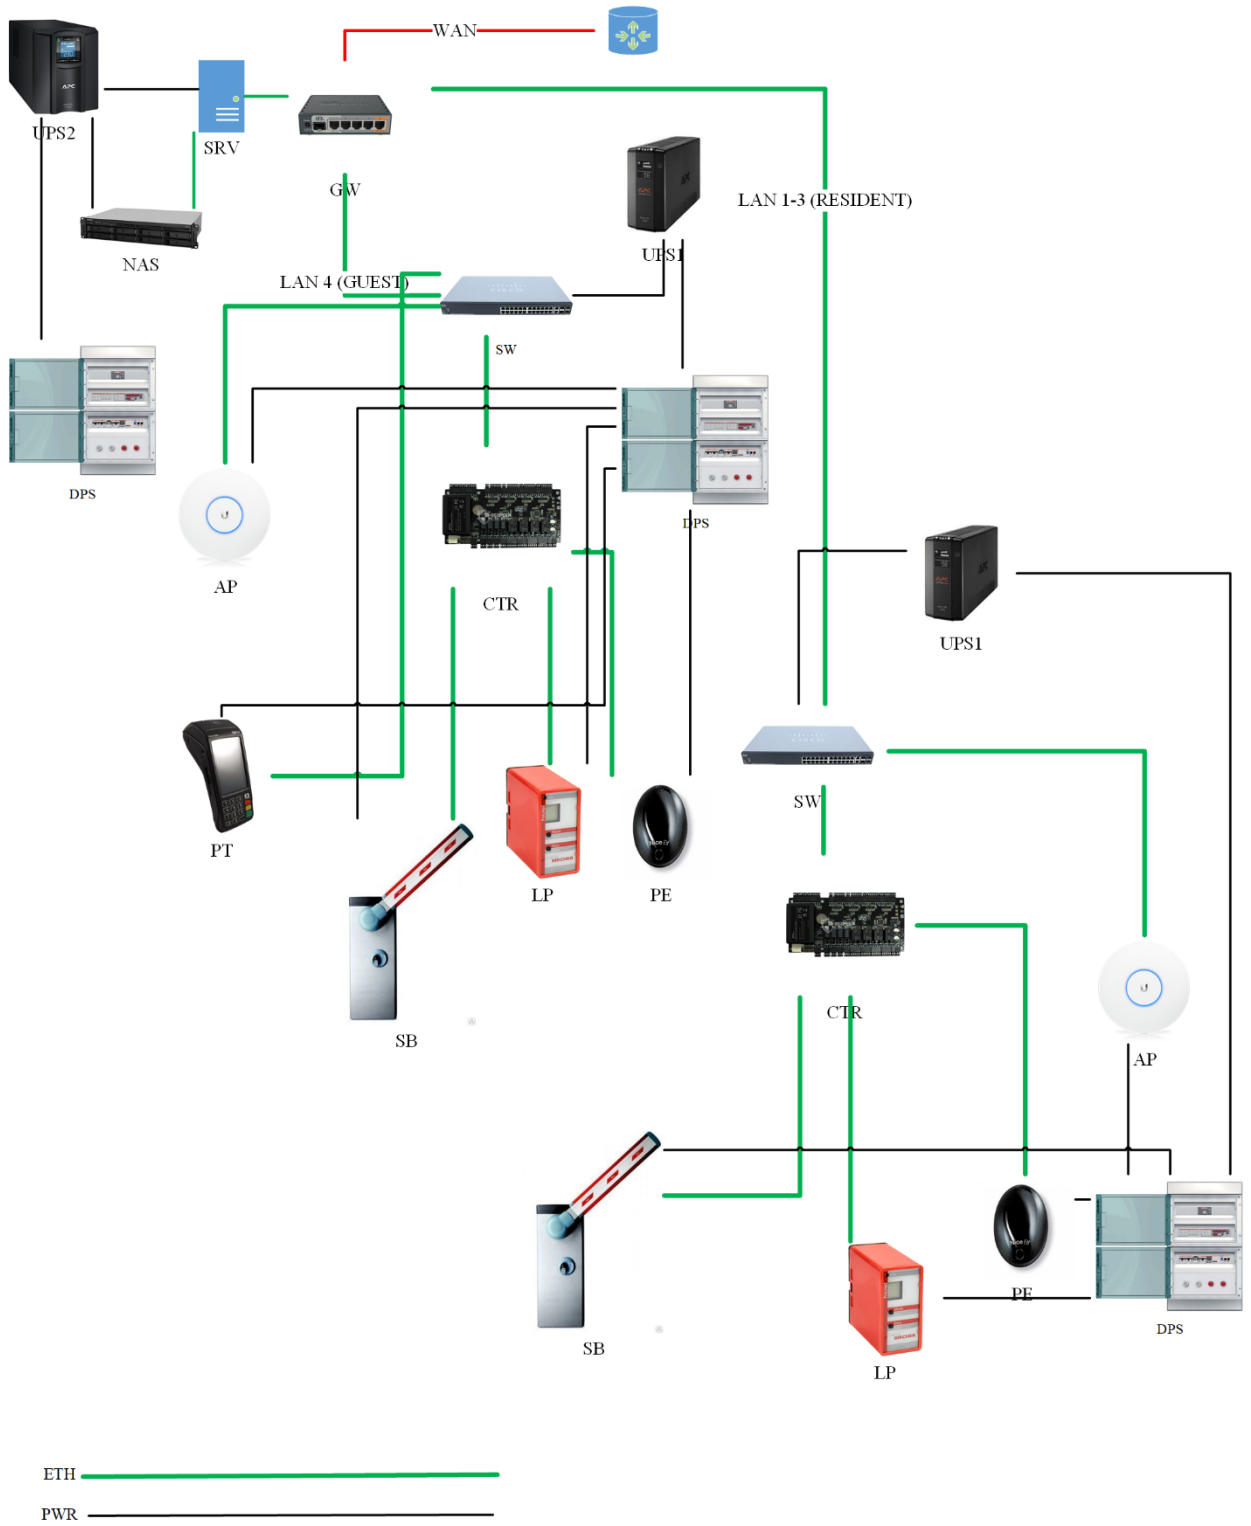 WAN
APC
UPS2
SRV
GW
LAN 1-3 (RESIDENT)
UPS1
NAS
LAN 4 (GUEST)
SW
DPS
DPS
AP
CTR
UPS1
SW
PT
LP
PE
CTR
SB
AP
PE
DPS
SB
LP
ETH
PWR